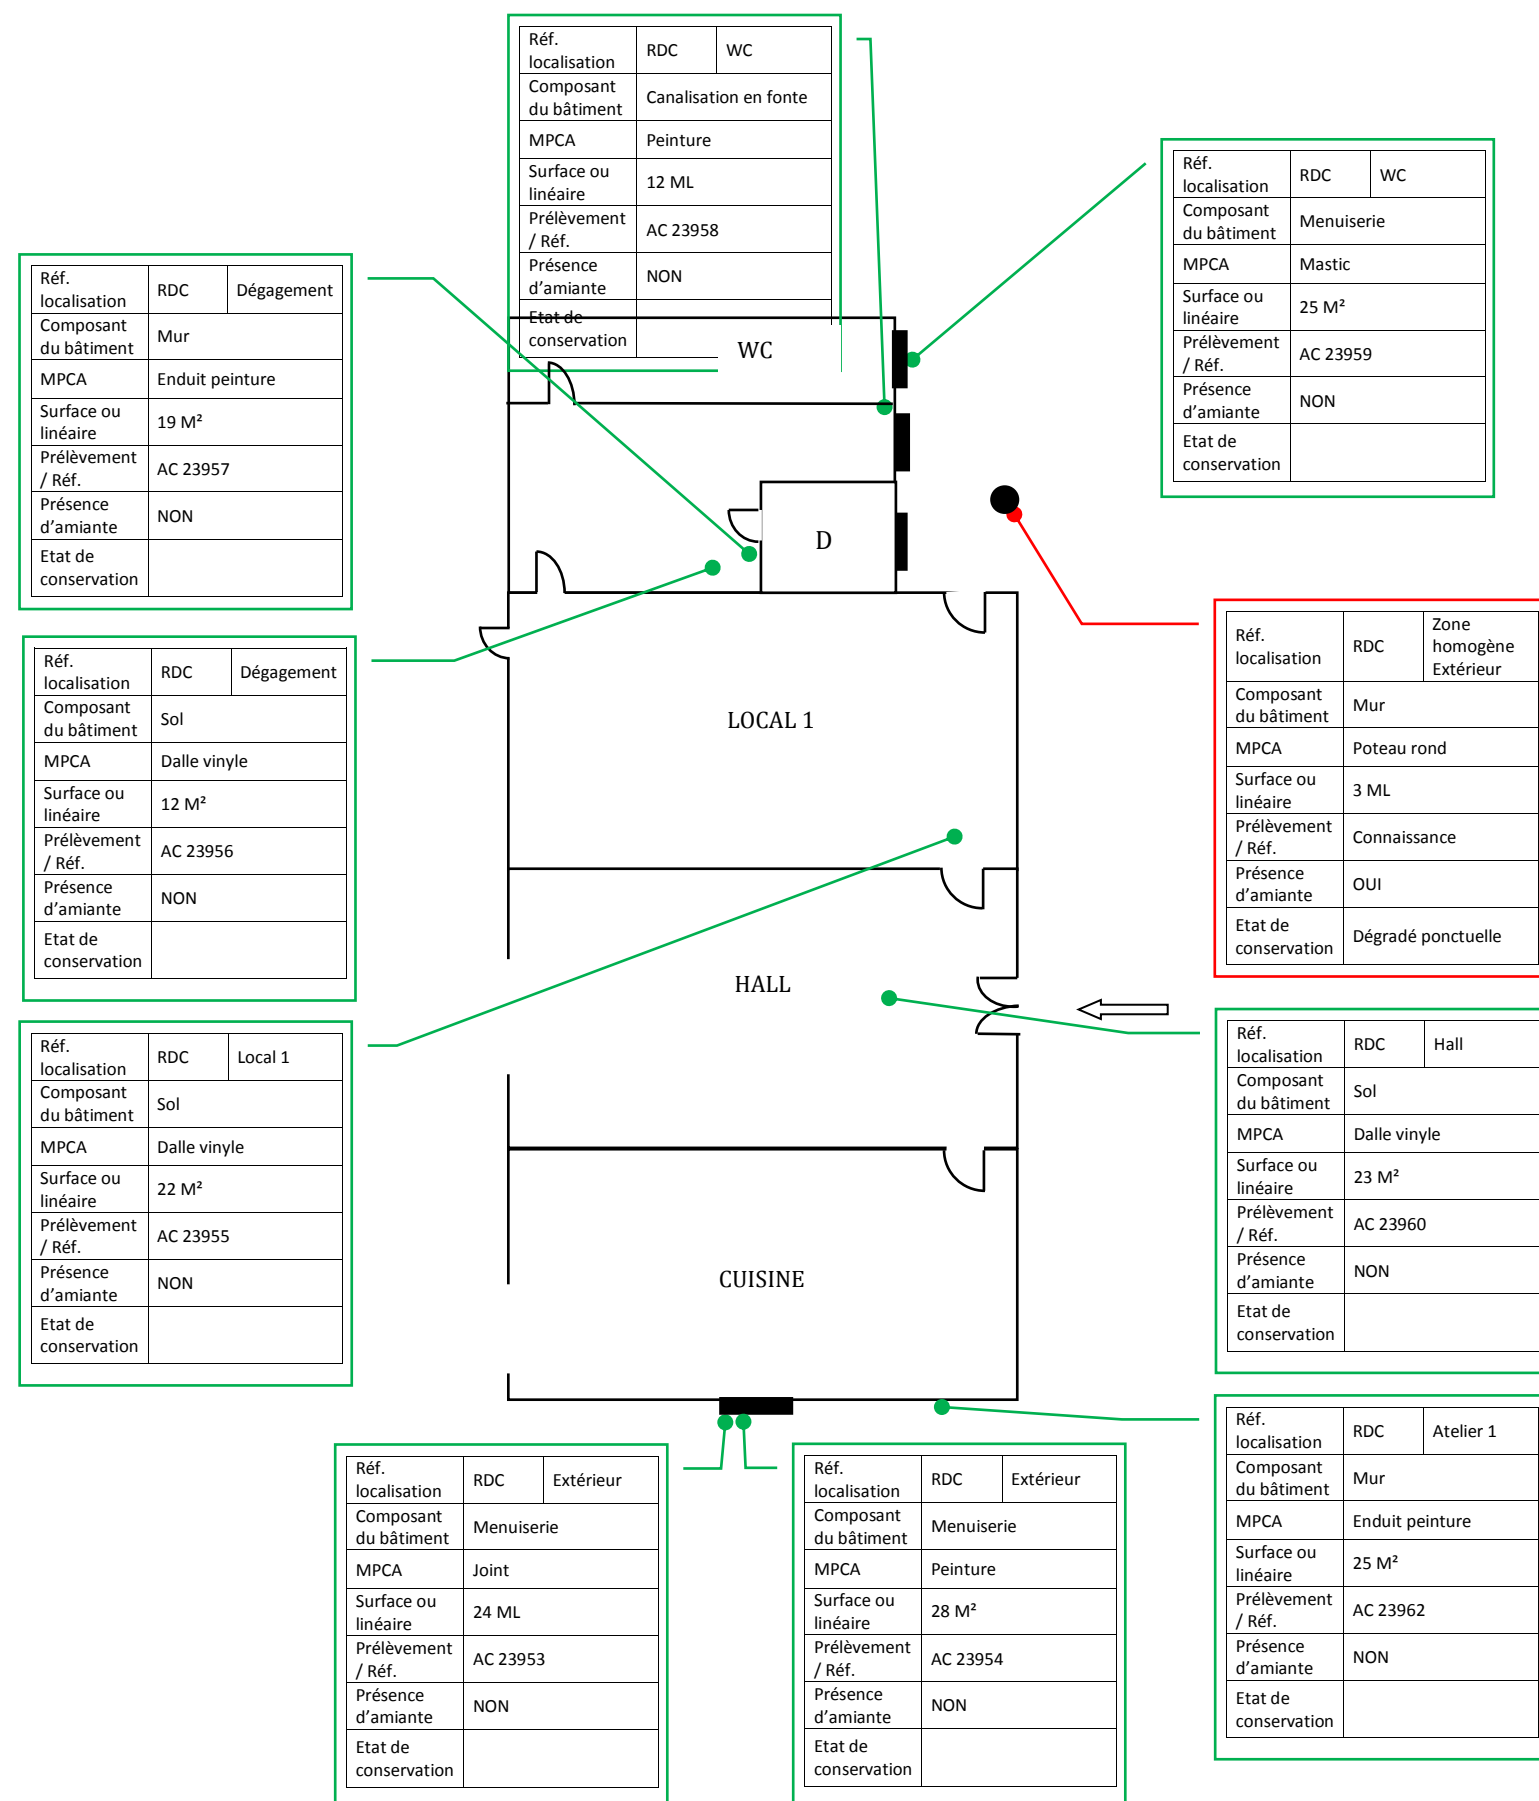 Réf.
localisation
RDC
WC
Composant
du bâtiment
Canalisation en fonte
MPCA
Peinture
Surface ou
linéaire
12 ML
Prélèvement
/ Réf.
AC 23958
Présence
d’amiante
NON
Etat de
conservation
Réf.
localisation
RDC
WC
Composant
du bâtiment
Menuiserie
MPCA
Mastic
Surface ou
linéaire
25 M²
Prélèvement
/ Réf.
AC 23959
Présence
d’amiante
NON
Etat de
conservation
Réf.
localisation
RDC
Dégagement
Composant
du bâtiment
Mur
MPCA
Enduit peinture
Surface ou
linéaire
19 M²
Prélèvement
/ Réf.
AC 23957
Présence
d’amiante
NON
Etat de
conservation
WC
D
Réf.
localisation
RDC
Zone
homogène
Extérieur
Composant
du bâtiment
Mur
MPCA
Poteau rond
Surface ou
linéaire
3 ML
Prélèvement
/ Réf.
Connaissance
Présence
d’amiante
OUI
Etat de
conservation
Dégradé ponctuelle
Réf.
localisation
RDC
Dégagement
Composant
du bâtiment
Sol
MPCA
Dalle vinyle
Surface ou
linéaire
12 M²
Prélèvement
/ Réf.
AC 23956
Présence
d’amiante
NON
Etat de
conservation
LOCAL 1
HALL
Réf.
localisation
RDC
Local 1
Composant
du bâtiment
Sol
MPCA
Dalle vinyle
Surface ou
linéaire
22 M²
Prélèvement
/ Réf.
AC 23955
Présence
d’amiante
NON
Etat de
conservation
Réf.
localisation
RDC
Hall
Composant
du bâtiment
Sol
MPCA
Dalle vinyle
Surface ou
linéaire
23 M²
Prélèvement
/ Réf.
AC 23960
Présence
d’amiante
NON
Etat de
conservation
CUISINE
Réf.
localisation
RDC
Extérieur
Composant
du bâtiment
Menuiserie
MPCA
Joint
Surface ou
linéaire
24 ML
Prélèvement
/ Réf.
AC 23953
Présence
d’amiante
NON
Etat de
conservation
Réf.
localisation
RDC
Extérieur
Composant
du bâtiment
Menuiserie
MPCA
Peinture
Surface ou
linéaire
28 M²
Prélèvement
/ Réf.
AC 23954
Présence
d’amiante
NON
Etat de
conservation
Réf.
localisation
RDC
Atelier 1
Composant
du bâtiment
Mur
MPCA
Enduit peinture
Surface ou
linéaire
25 M²
Prélèvement
/ Réf.
AC 23962
Présence
d’amiante
NON
Etat de
conservation